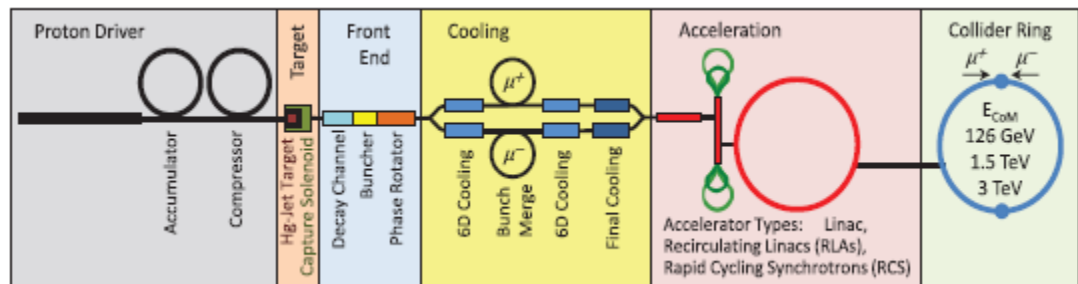 Proton Driver
Accumulator
Compressor
Target
Hg-Jet Target
Capture Solenoid
Front
End
Decay Channel
Buncher
Phase Rotator
Cooling
μ+
μ−
6D Cooling
Bunch
Merge
6D Cooling
Final Cooling
Acceleration
Accelerator Types: Linac,
Recirculating Linacs (RLAs),
Rapid Cycling Synchrotrons (RCS)
Collider Ring
μ+ μ−
ECoM
126 GeV
1.5 TeV
3 TeV